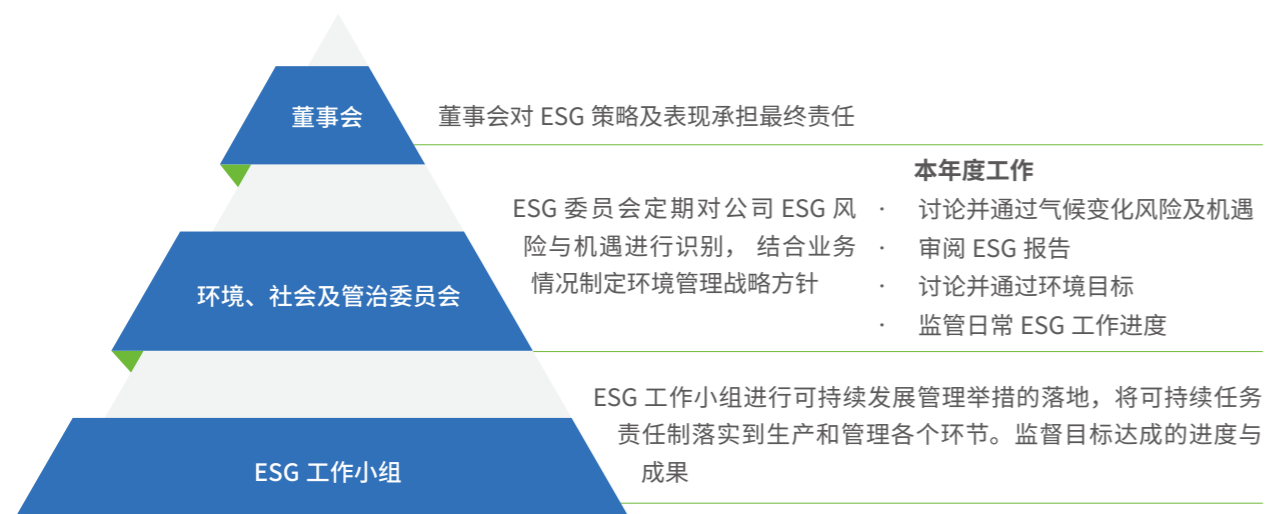 董事会
董事会对 ESG 策略及表现承担最终责任
环境、社会及管治委员会
ESG 委员会定期对公司 ESG 风
险与机遇进行识别， 结合业务
情况制定环境管理战略方针
本年度工作
· 讨论并通过气候变化风险及机遇
· 审阅 ESG 报告
· 讨论并通过环境目标
· 监管日常 ESG 工作进度
ESG 工作小组
ESG 工作小组进行可持续发展管理举措的落地，将可持续任务
责任制落实到生产和管理各个环节。监督目标达成的进度与
成果